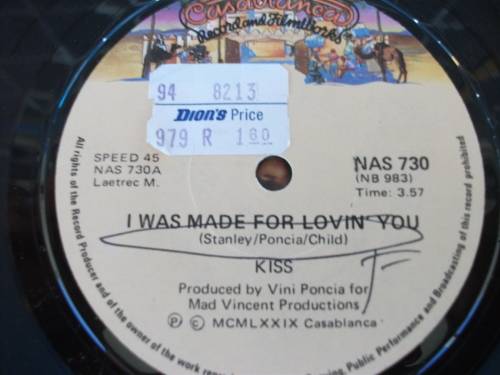 Casablanca
Record and FilmWorks
94 8213
DION'S Price
979 R 1.60
SPEED 45
NAS 730A
Laetrec M.
NAS 730
(NB 983)
Time: 3.57
I WAS MADE FOR LOVIN' YOU
(Stanley/Poncia/Child)
KISS
Produced by Vini Poncia for
Mad Vincent Productions
Ⓟ © MCMLXXIX Casablanca
All rights of the Record Producer and of the owner of the work reproduced
Public Performance and Broadcasting of this record prohibited